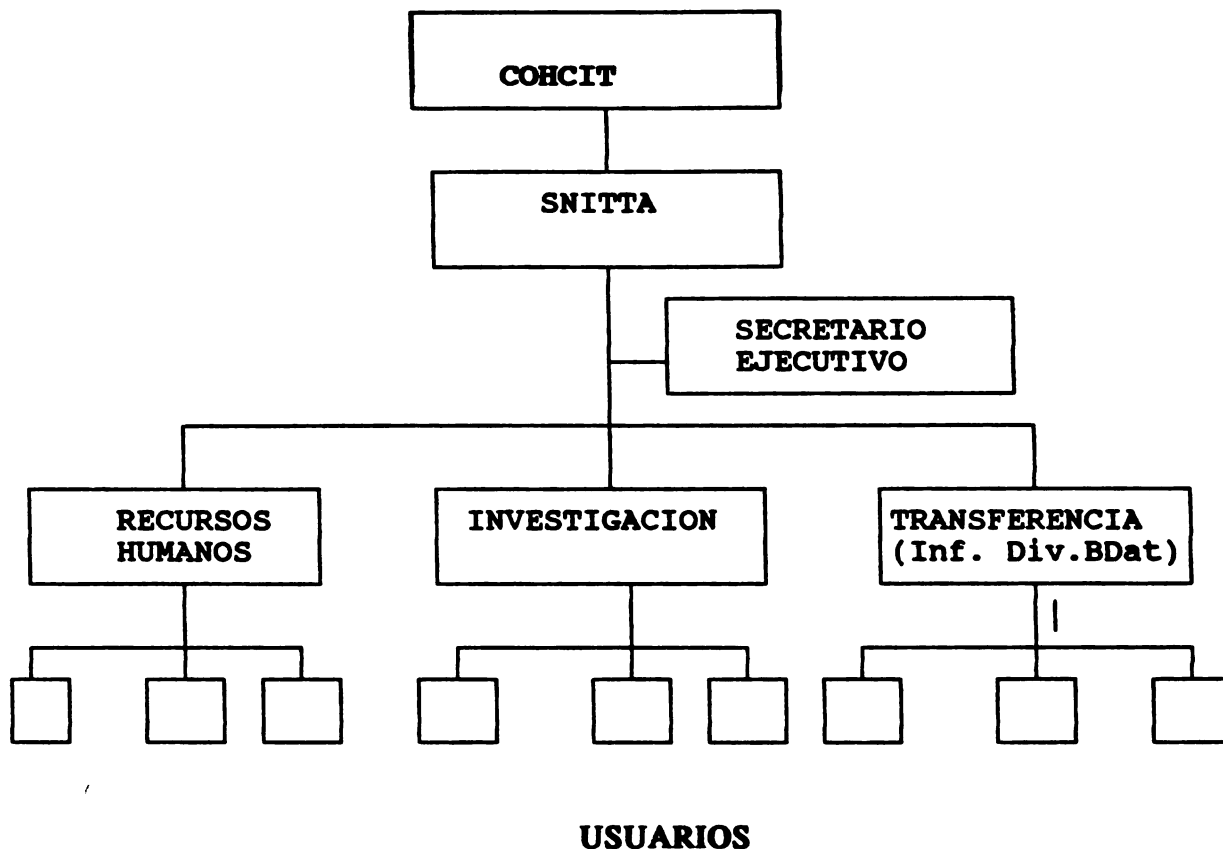 COHCIT
SNITTA
SECRETARIO
EJECUTIVO
RECURSOS
HUMANOS
INVESTIGACION
TRANSFERENCIA
(Inf. Div.BDat)
USUARIOS